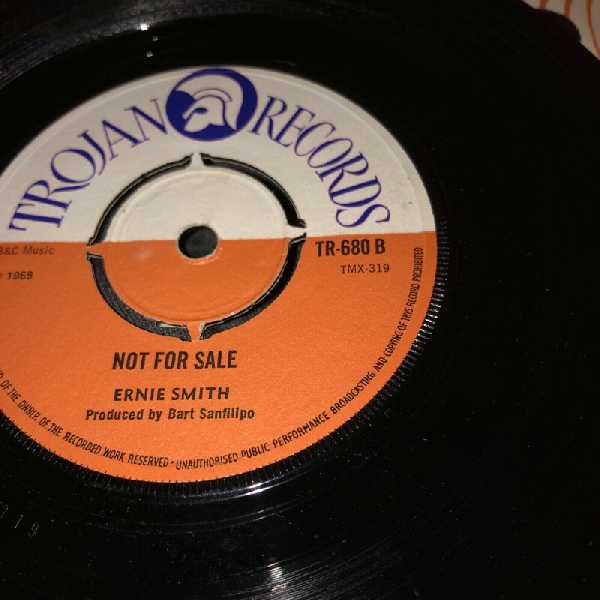 TROJAN RECORDS
B&C Music
1969
TR-680 B
TMX-319
NOT FOR SALE
ERNIE SMITH
Produced by Bart Sanfilipo
OF THE OWNER OF THE RECORDED WORK RESERVED · UNAUTHORISED PUBLIC PERFORMANCE BROADCASTING AND COPYING OF THIS RECORD PROHIBITED
319